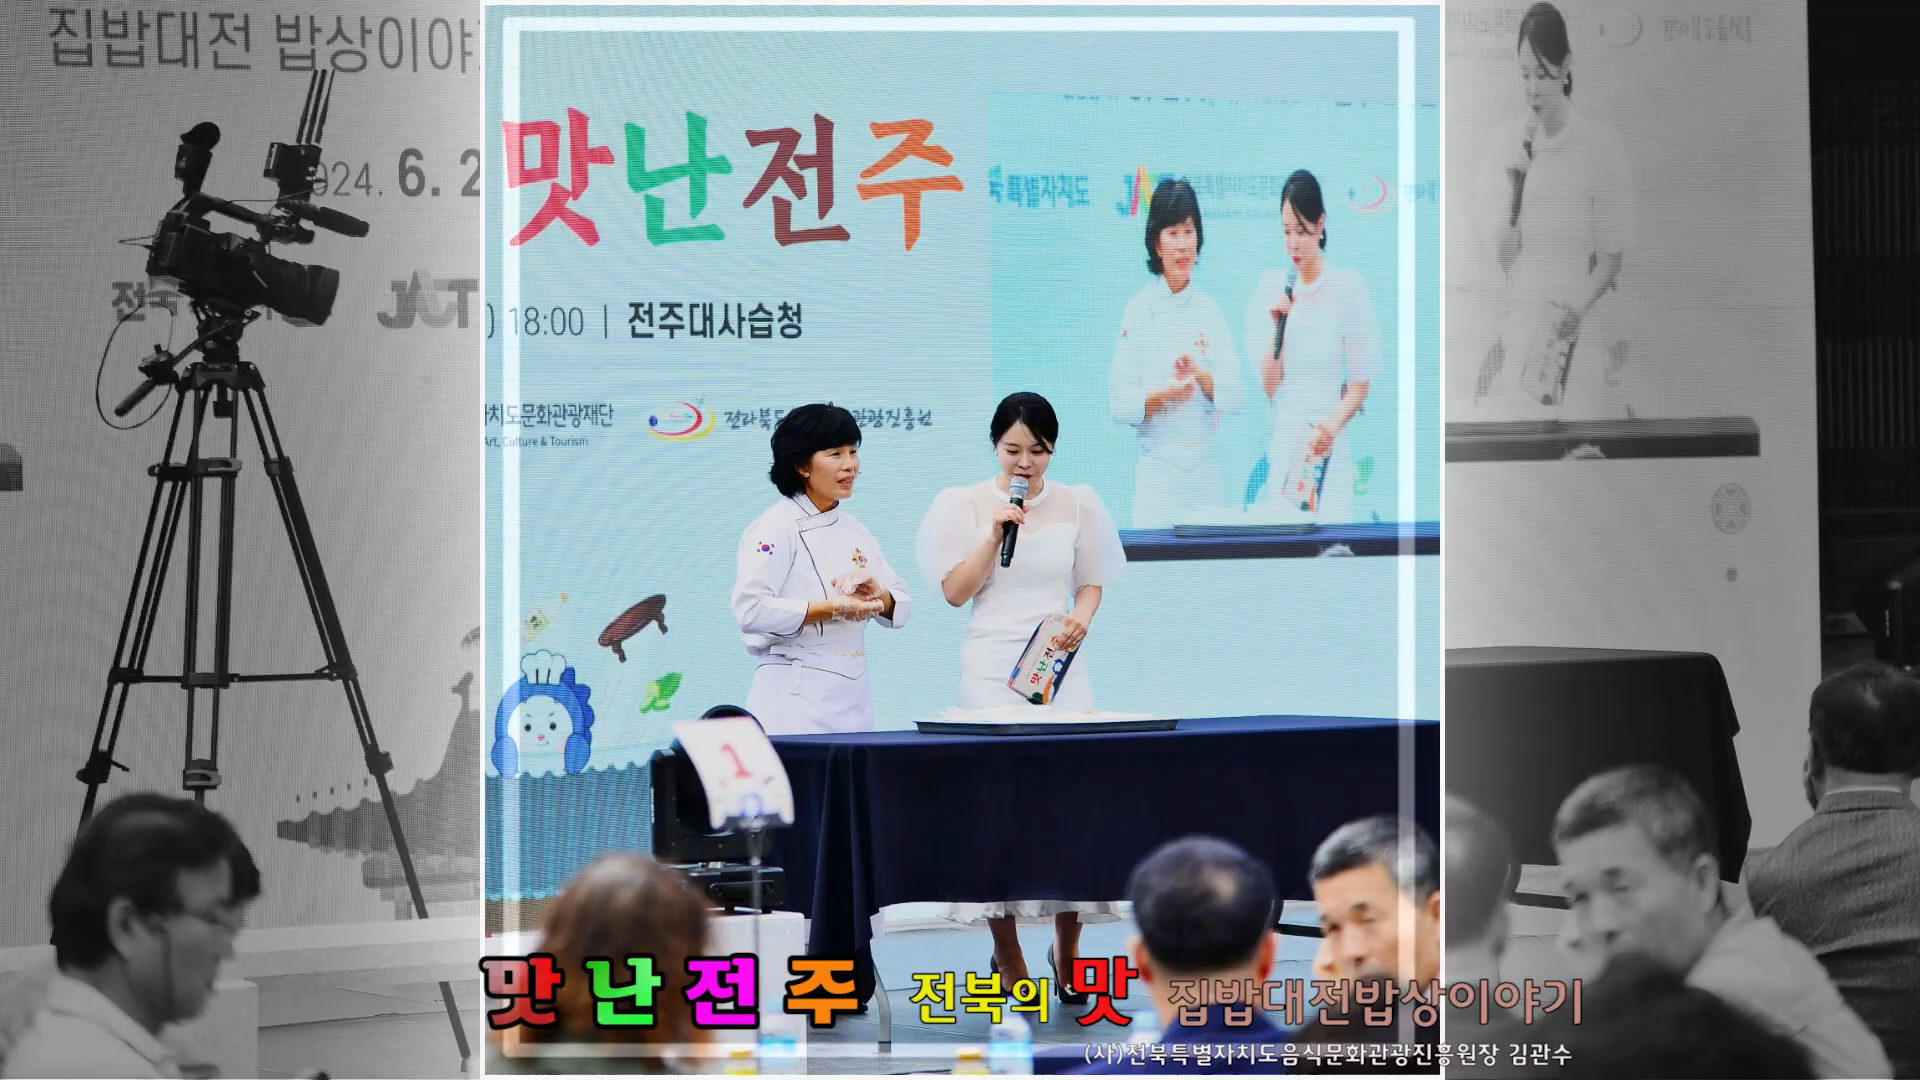 집밥대전 밥상이야
2024. 6. 2
맛난전주
) 18:00 | 전주대사습청
특별자치도
치도문화관광재단
Art, Culture & Tourism
전라북도
관광진흥원
맛난전주
1
맛난전주 전북의 맛 집밥대전밥상이야기
(사)전북특별자치도음식문화관광진흥원장 김관수